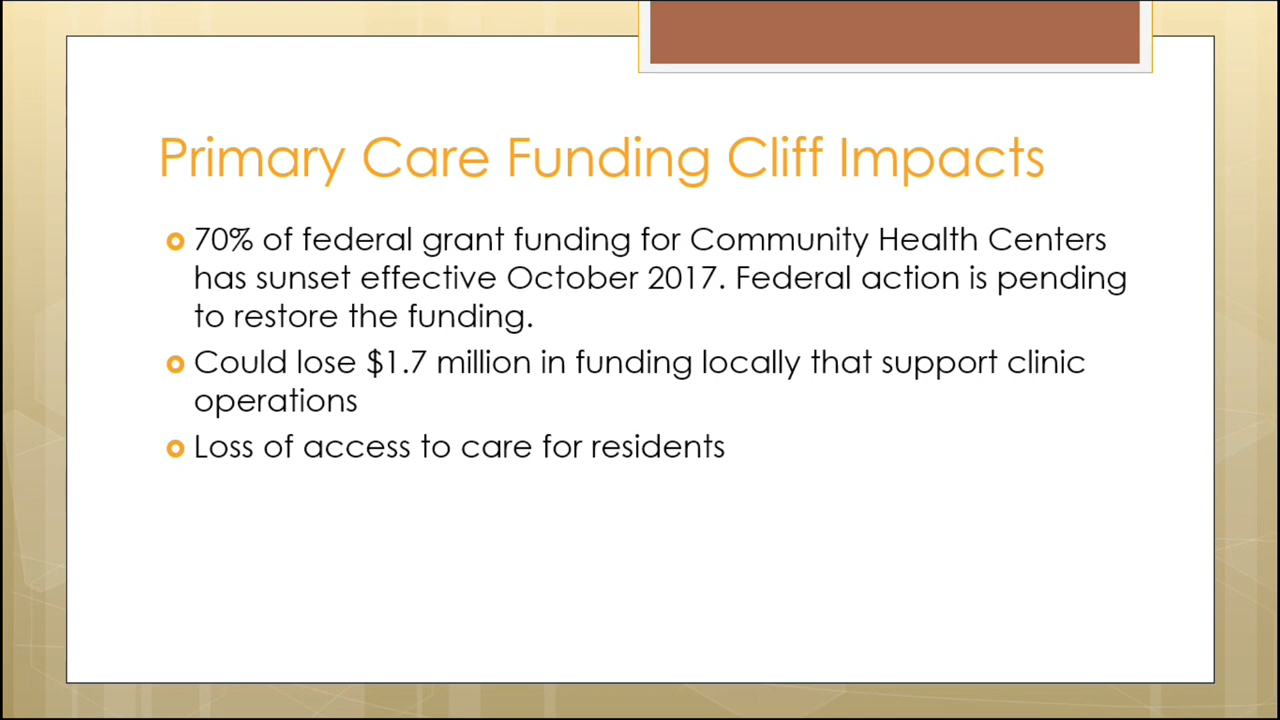 Primary Care Funding Cliff Impacts
70% of federal grant funding for Community Health Centers
has sunset effective October 2017. Federal action is pending
to restore the funding.
Could lose $1.7 million in funding locally that support clinic
operations
Loss of access to care for residents